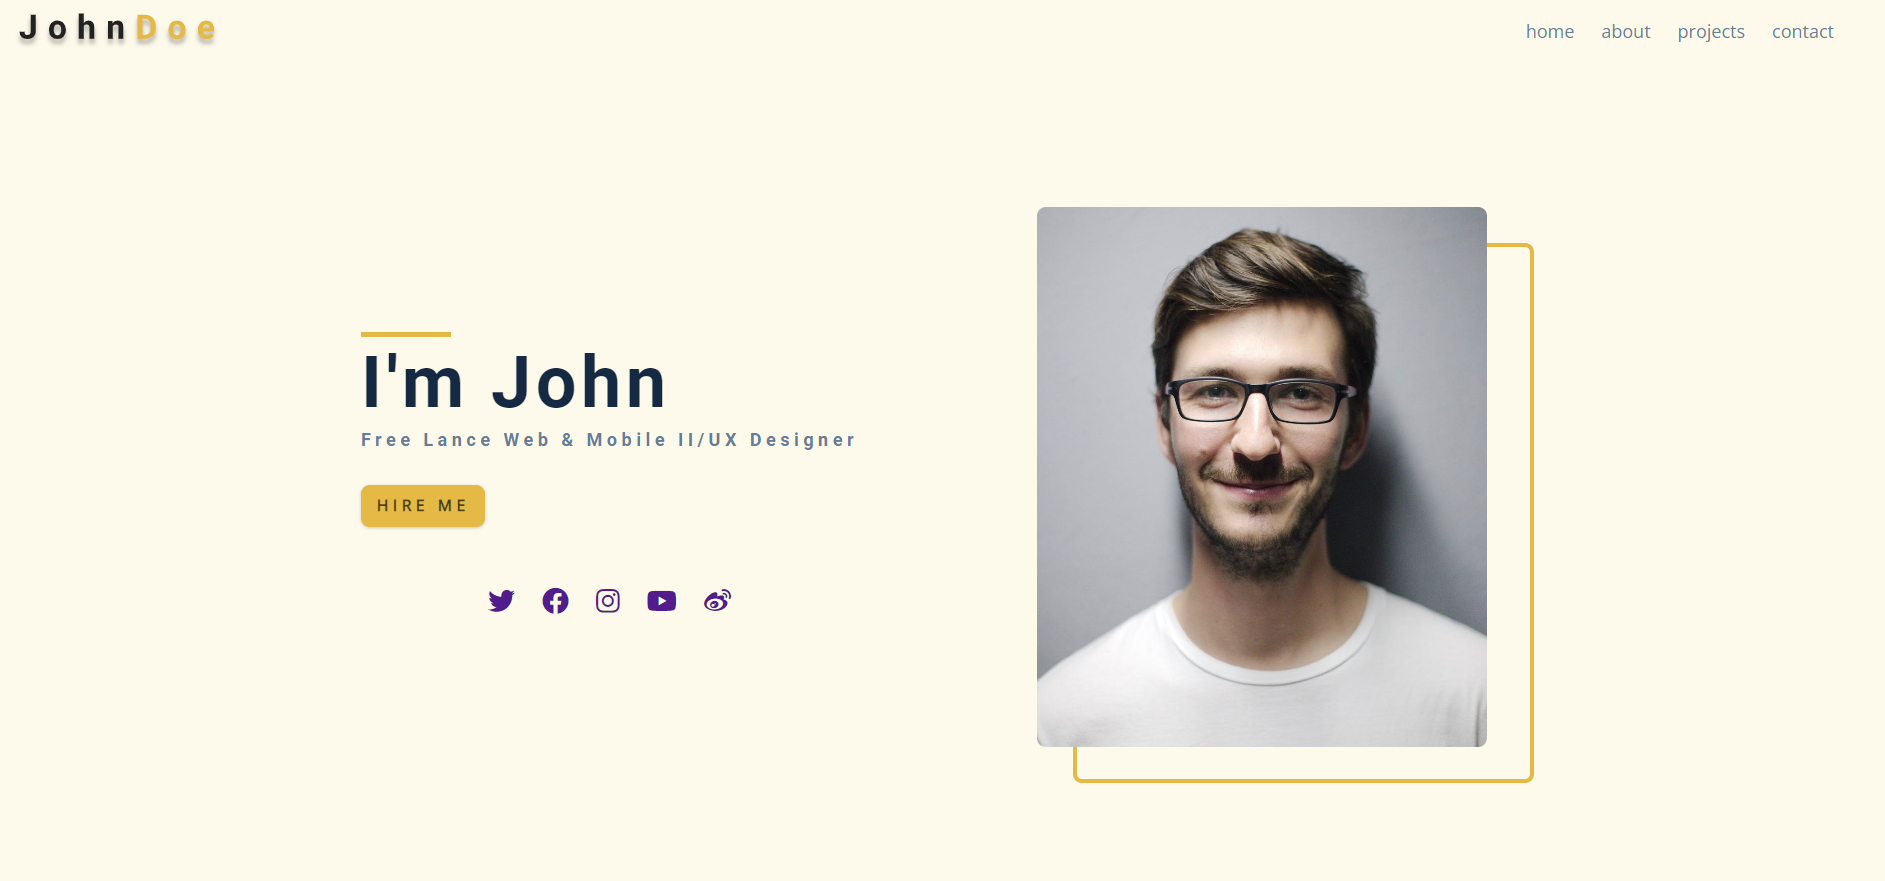 JohnDoe
home about projects contact
I'm John
Free Lance Web & Mobile II/UX Designer
HIRE ME